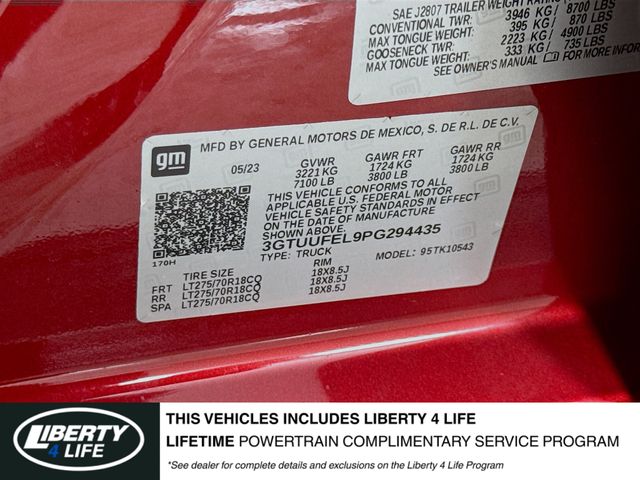 SAE J2807 TRAILER WEIGHT RATING
CONVENTIONAL TWR: 3946 KG / 8700 LBS
MAX TONGUE WEIGHT: 395 KG / 870 LBS
GOOSENECK TWR: 2223 KG / 4900 LBS
MAX TONGUE WEIGHT: 333 KG / 735 LBS
SEE OWNER'S MANUAL FOR MORE INFO
gm
MFD BY GENERAL MOTORS DE MEXICO, S. DE R.L. DE C.V.
05/23 GVWR GAWR FRT GAWR RR
3221 KG 1724 KG 1724 KG
7100 LB 3800 LB 3800 LB
THIS VEHICLE CONFORMS TO ALL
APPLICABLE U.S. FEDERAL MOTOR
VEHICLE SAFETY STANDARDS IN EFFECT
ON THE DATE OF MANUFACTURE SHOWN ABOVE.
3GTUUFEL9PG294435
170H TYPE: TRUCK MODEL: 95TK10543
TIRE SIZE RIM
FRT LT275/70R18CQ 18X8.5J
RR LT275/70R18CQ 18X8.5J
SPA LT275/70R18CQ 18X8.5J
LIBERTY
4 LIFE
THIS VEHICLES INCLUDES LIBERTY 4 LIFE
LIFETIME POWERTRAIN COMPLIMENTARY SERVICE PROGRAM
*See dealer for complete details and exclusions on the Liberty 4 Life Program